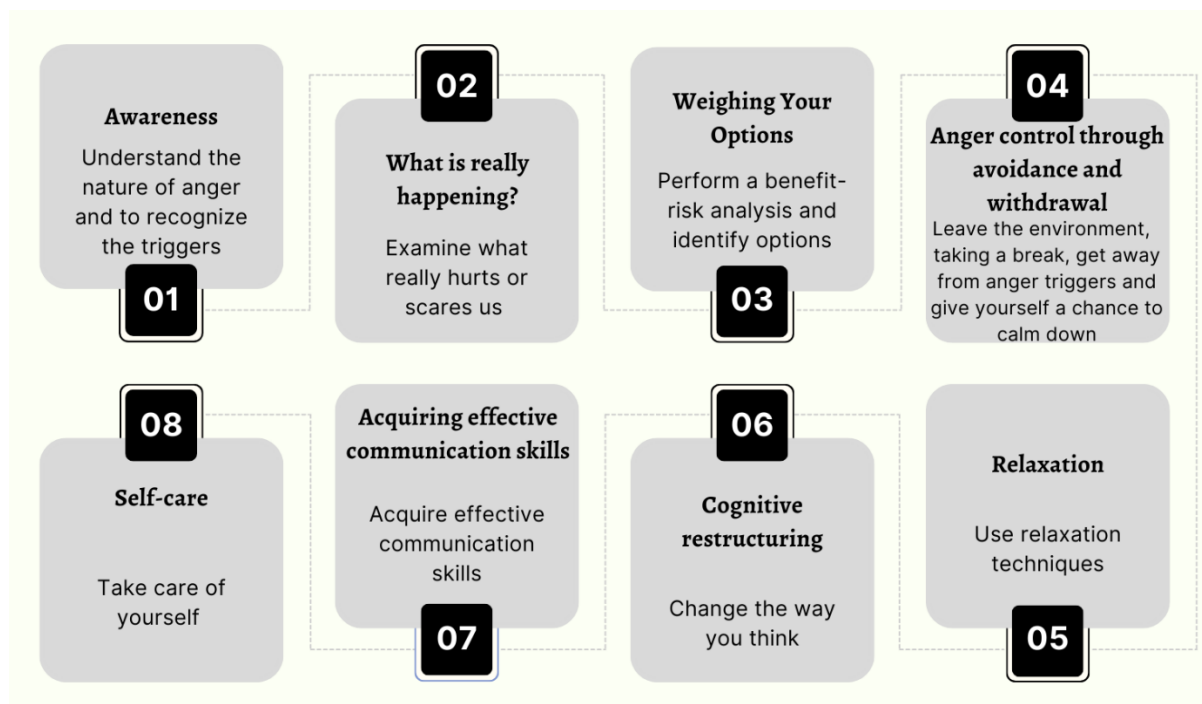 Awareness
Understand the
nature of anger
and to recognize
the triggers
01
02
What is really
happening?
Examine what
really hurts or
scares us
Weighing Your
Options
Perform a benefit-
risk analysis and
identify options
03
04
Anger control through
avoidance and
withdrawal
Leave the environment,
taking a break, get away
from anger triggers and
give yourself a chance to
calm down
Relaxation
Use relaxation
techniques
05
06
Cognitive
restructuring
Change the way
you think
Acquiring effective
communication skills
Acquire effective
communication
skills
07
08
Self-care
Take care of
yourself